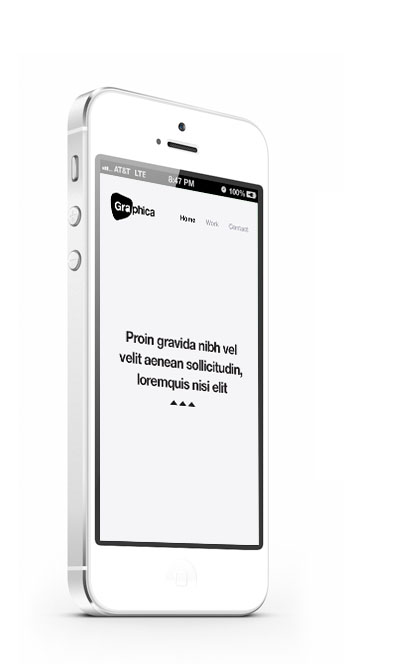 AT&T LTE
8:47 PM
100%
Graphica
Home Work Contact
Proin gravida nibh vel
velit aenean sollicitudin,
loremquis nisi elit